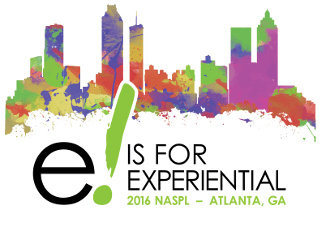 e! IS FOR
EXPERIENTIAL
2016 NASPL – ATLANTA, GA